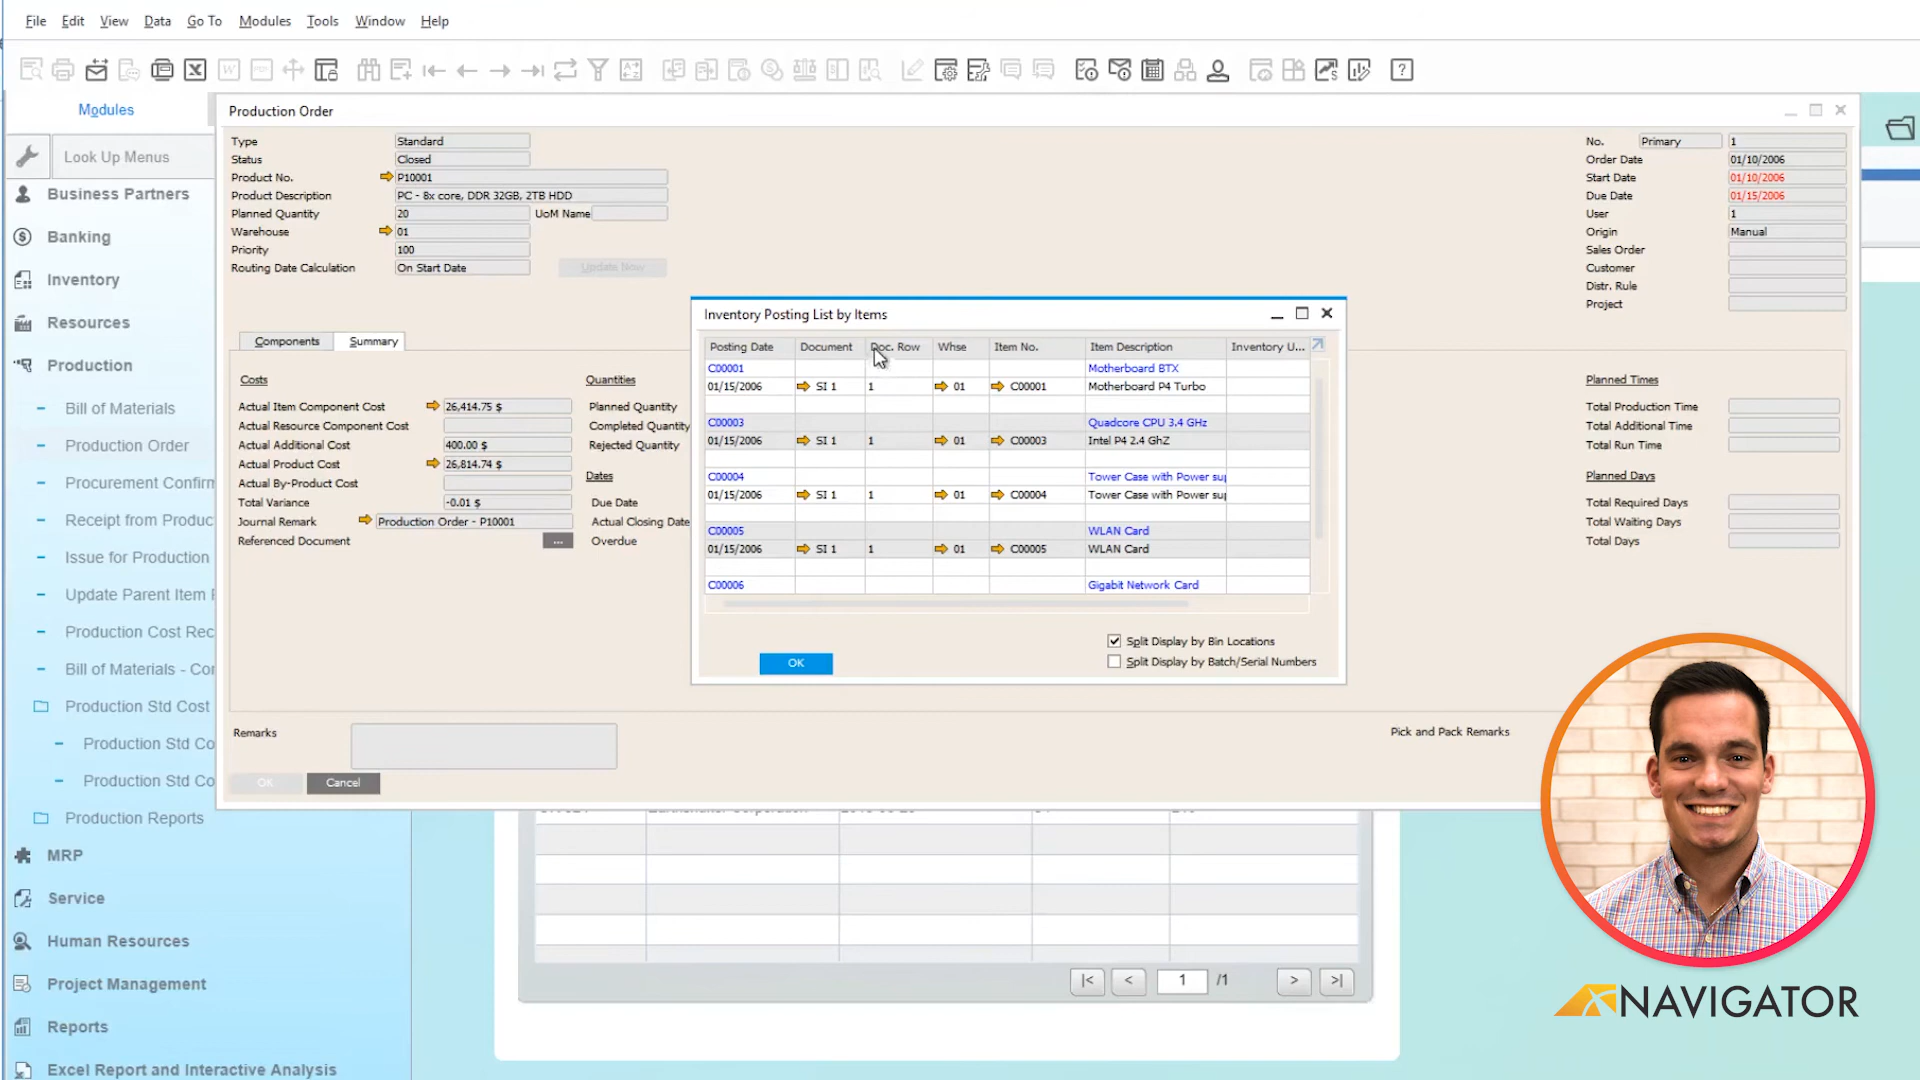 File Edit View Data Go To Modules Tools Window Help
Modules
Look Up Menus
Business Partners
Banking
Inventory
Resources
Production
Bill of Materials
Production Order
Procurement Confirm
Receipt from Produc
Issue for Production
Update Parent Item
Production Cost Rec
Bill of Materials - Co
Production Std Cost
Production Std Co
Production Std Co
Production Reports
MRP
Service
Human Resources
Project Management
Reports
Excel Report and Interactive Analysis
Production Order
Type Standard
Status Closed
Product No. P10001
Product Description PC - 8x core, DDR 32GB, 2TB HDD
Planned Quantity 20 UoM Name
Warehouse 01
Priority 100
Routing Date Calculation On Start Date Update Now
No. Primary 1
Order Date 01/10/2006
Start Date 01/10/2006
Due Date 01/15/2006
User 1
Origin Manual
Sales Order
Customer
Distr. Rule
Project
Components Summary
Costs
Actual Item Component Cost 26,414.75 $
Actual Resource Component Cost
Actual Additional Cost 400.00 $
Actual Product Cost 26,814.74 $
Actual By-Product Cost
Total Variance -0.01 $
Journal Remark Production Order - P10001
Referenced Document ...
Quantities
Planned Quantity
Completed Quantity
Rejected Quantity
Dates
Due Date
Actual Closing Date
Overdue
Planned Times
Total Production Time
Total Additional Time
Total Run Time
Planned Days
Total Required Days
Total Waiting Days
Total Days
Inventory Posting List by Items
Posting Date Document Doc. Row Whse Item No. Item Description Inventory U...
C00001 Motherboard BTX
01/15/2006 SI 1 1 01 C00001 Motherboard P4 Turbo
C00003 Quadcore CPU 3.4 GHz
01/15/2006 SI 1 1 01 C00003 Intel P4 2.4 GhZ
C00004 Tower Case with Power sup
01/15/2006 SI 1 1 01 C00004 Tower Case with Power sup
C00005 WLAN Card
01/15/2006 SI 1 1 01 C00005 WLAN Card
C00006 Gigabit Network Card
Split Display by Bin Locations
Split Display by Batch/Serial Numbers
OK
Remarks
Pick and Pack Remarks
OK Cancel
|< < 1 /1 > >|
NAVIGATOR